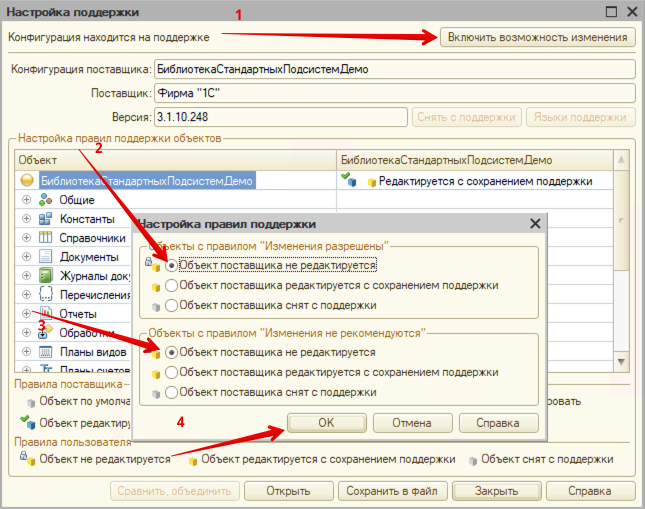 Настройка поддержки
1
Конфигурация находится на поддержке
Включить возможность изменения
Конфигурация поставщика: БиблиотекаСтандартныхПодсистемДемо
Поставщик: Фирма "1С"
Версия: 3.1.10.248
Снять с поддержки
Языки поддержки
Настройка правил поддержки объектов
2
Объект
БиблиотекаСтандартныхПодсистемДемо
БиблиотекаСтандартныхПодсистемДемо
Редактируется с сохранением поддержки
Общие
Константы
Справочники
Документы
Журналы доку
Перечисления
Отчеты
3
Обработки
Планы видов
Планы счетов
Настройка правил поддержки
Объекты с правилом "Изменения разрешены"
Объект поставщика не редактируется
Объект поставщика редактируется с сохранением поддержки
Объект поставщика снят с поддержки
Объекты с правилом "Изменения не рекомендуются"
Объект поставщика не редактируется
Объект поставщика редактируется с сохранением поддержки
Объект поставщика снят с поддержки
4
ОК
Отмена
Справка
Правила поставщика
Объект по умолча
ировать
Объект редактиру
Правила пользователя
Объект не редактируется
Объект редактируется с сохранением поддержки
Объект снят с поддержки
Сравнить, объединить
Открыть
Сохранить в файл
Закрыть
Справка